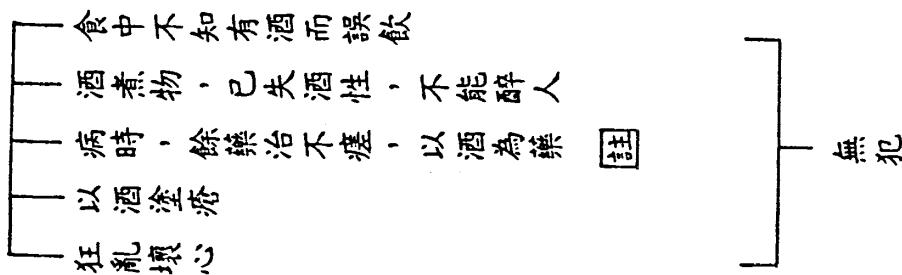 食中不知有酒而誤飲
酒煮物，已失酒性，不能醉人
病時，餘藥治不瘥，以酒為藥 註
以酒塗瘡
狂亂壞心
無犯